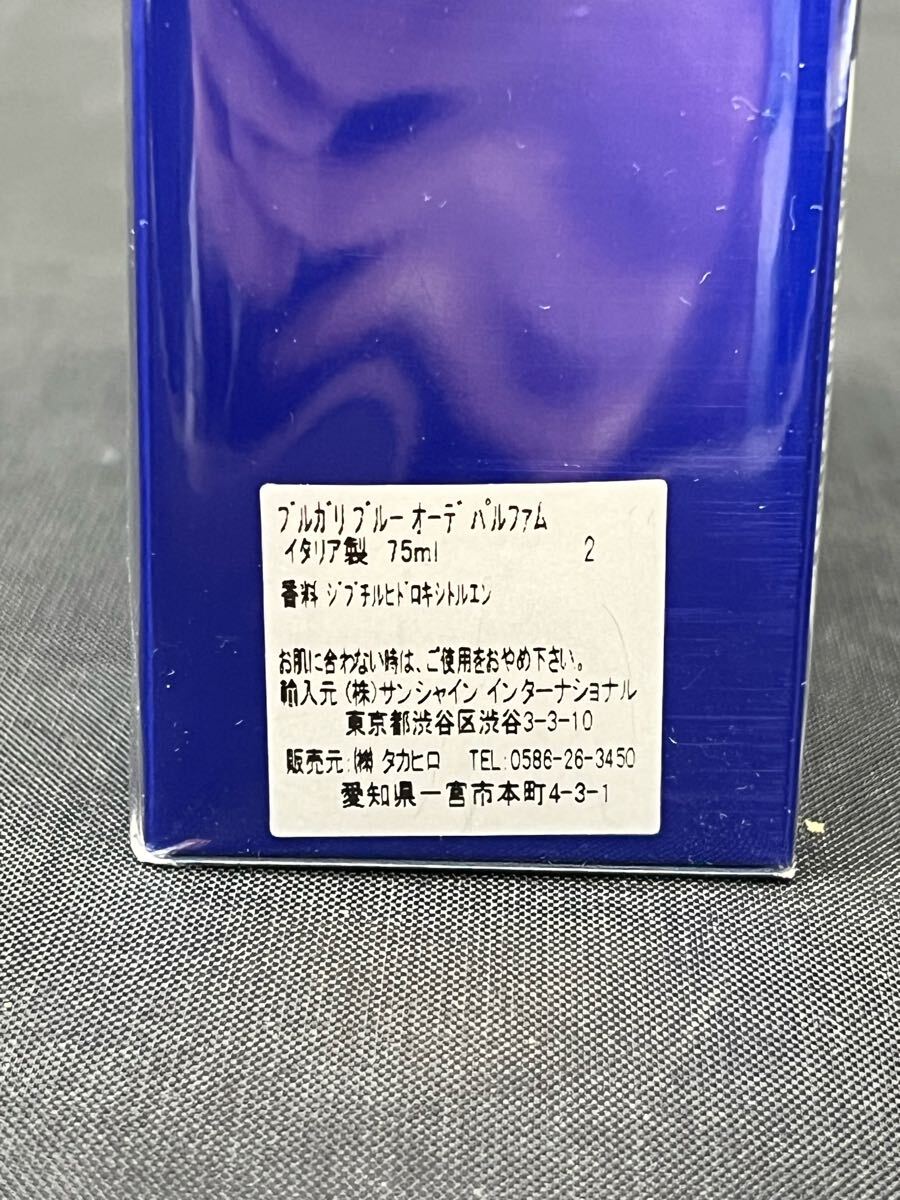 ブルガリ ブルー オーデ パルファム
イタリア製 75ml 2
香料 ジブチルヒドロキシトルエン
お肌に合わない時は、ご使用をおやめ下さい。
輸入元 (株)サンシャイン インターナショナル
東京都渋谷区渋谷3-3-10
販売元:㈱ タカヒロ TEL:0586-26-3450
愛知県一宮市本町4-3-1